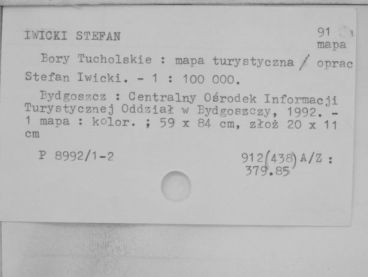 IWICKI STEFAN 91
mapa
Bory Tucholskie : mapa turystyczna / oprac
Stefan Iwicki. - 1 : 100 000.
Bydgoszcz : Centralny Ośrodek Informacji
Turystycznej Oddział w Bydgoszczy, 1992. -
1 mapa : kolor. ; 59 x 84 cm, złoż 20 x 11
cm
P 8992/1-2 912(438)A/Z :
379.85